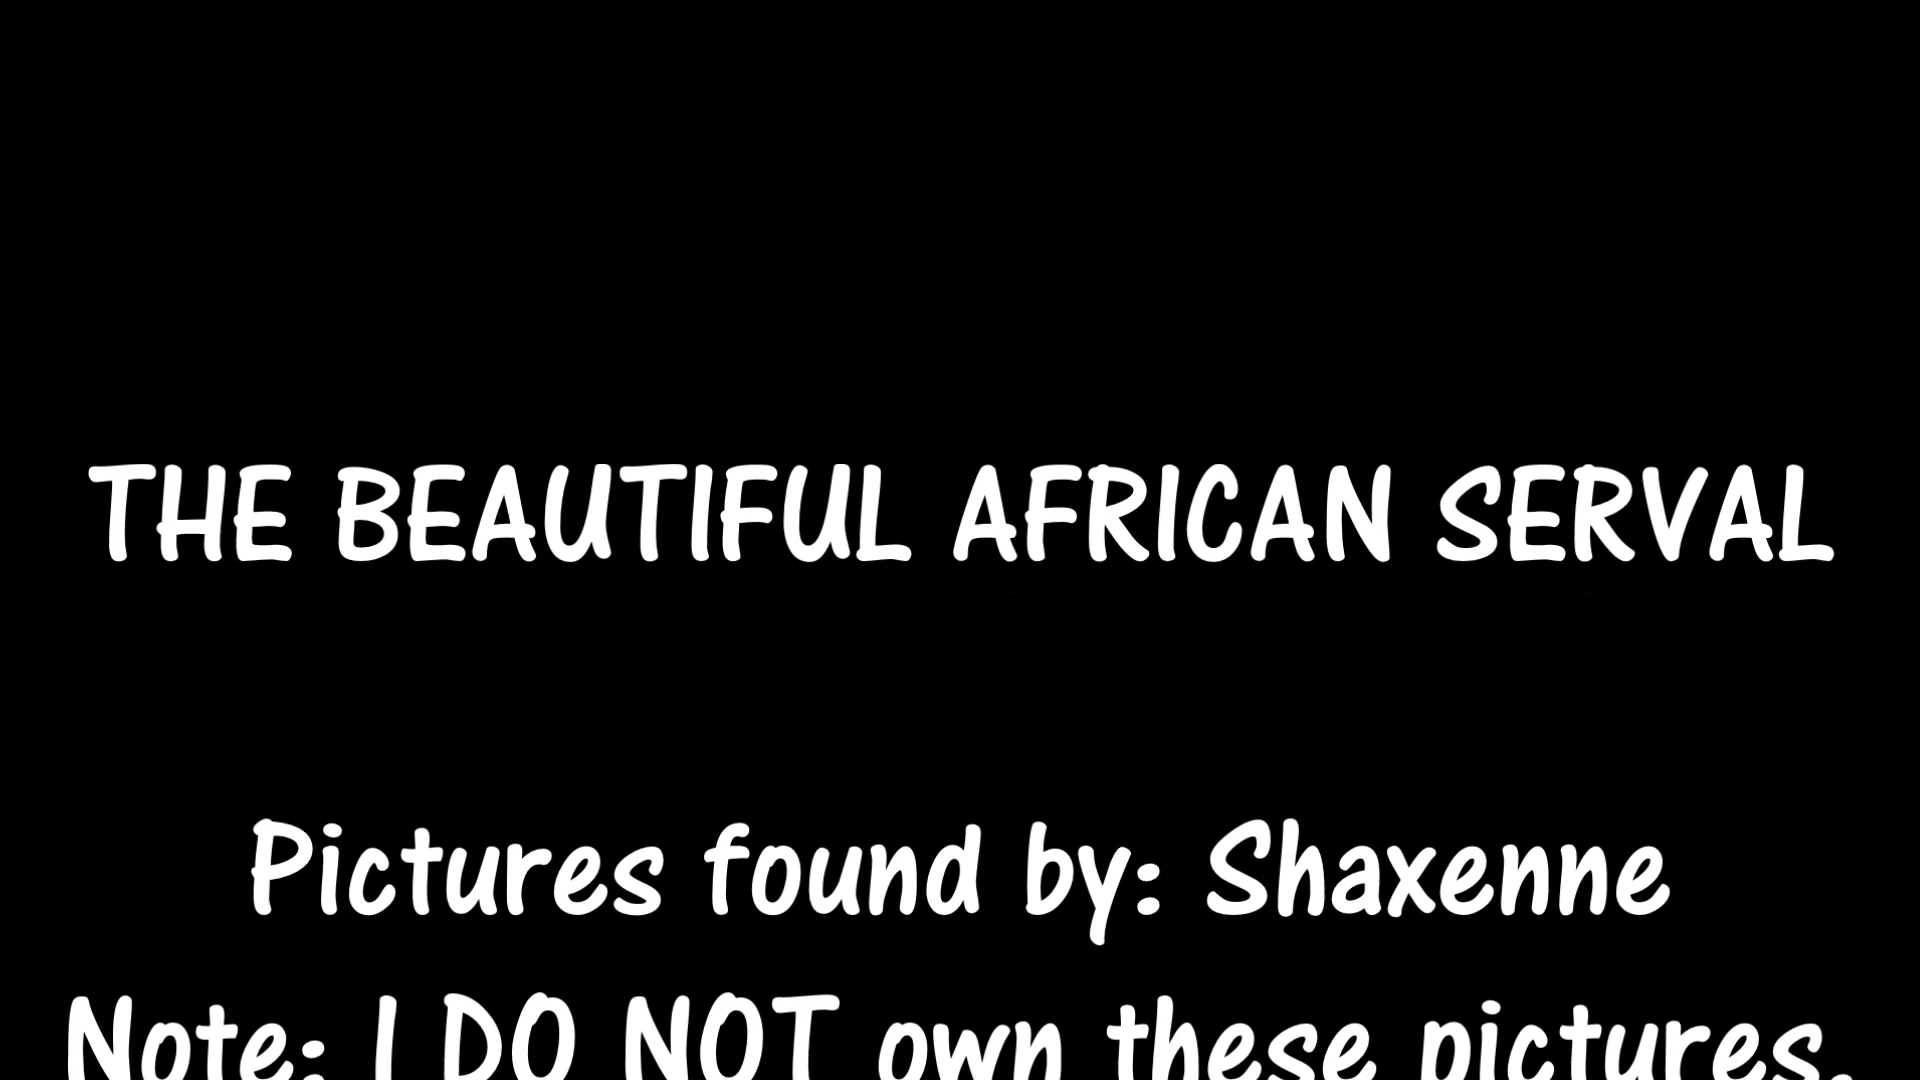 THE BEAUTIFUL AFRICAN SERVAL
Pictures found by: Shaxenne
Note: I DO NOT own these pictures.